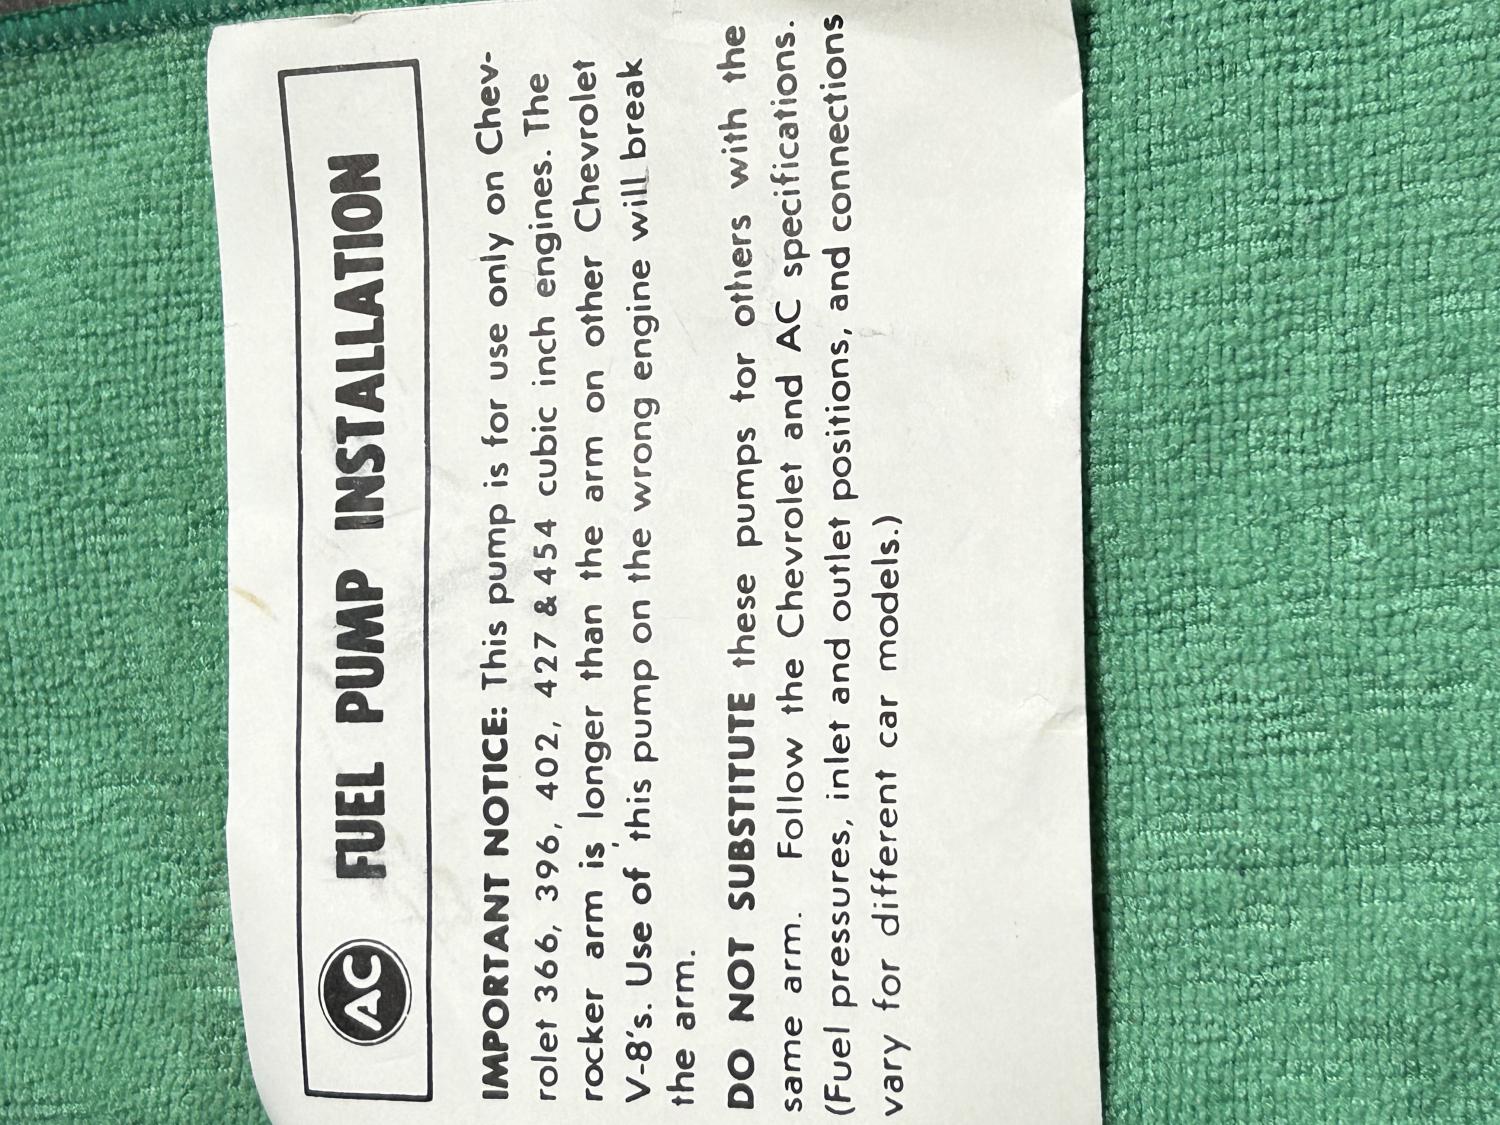 AC FUEL PUMP INSTALLATION
IMPORTANT NOTICE: This pump is for use only on Chev-
rolet 366, 396, 402, 427 & 454 cubic inch engines. The
rocker arm is longer than the arm on other Chevrolet
V-8's. Use of this pump on the wrong engine will break
the arm.
DO NOT SUBSTITUTE these pumps for others with the
same arm. Follow the Chevrolet and AC specifications.
(Fuel pressures, inlet and outlet positions, and connections
vary for different car models.)